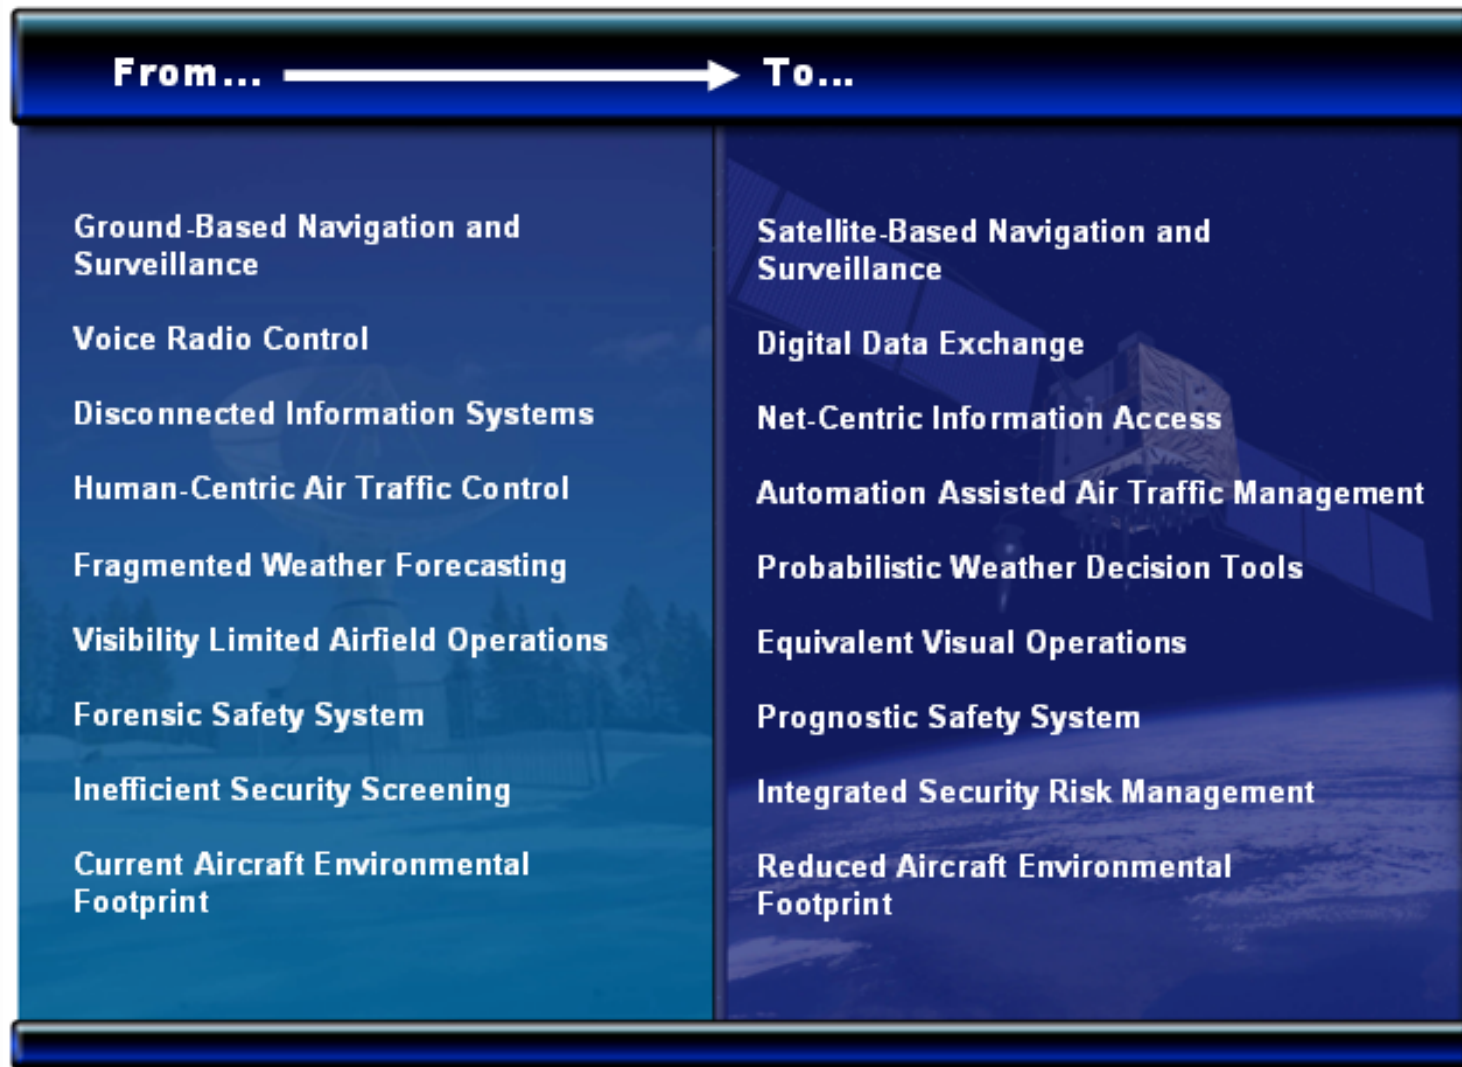 From... To...
Ground-Based Navigation and
Surveillance
Voice Radio Control
Disconnected Information Systems
Human-Centric Air Traffic Control
Fragmented Weather Forecasting
Visibility Limited Airfield Operations
Forensic Safety System
Inefficient Security Screening
Current Aircraft Environmental
Footprint
Satellite-Based Navigation and
Surveillance
Digital Data Exchange
Net-Centric Information Access
Automation Assisted Air Traffic Management
Probabilistic Weather Decision Tools
Equivalent Visual Operations
Prognostic Safety System
Integrated Security Risk Management
Reduced Aircraft Environmental
Footprint